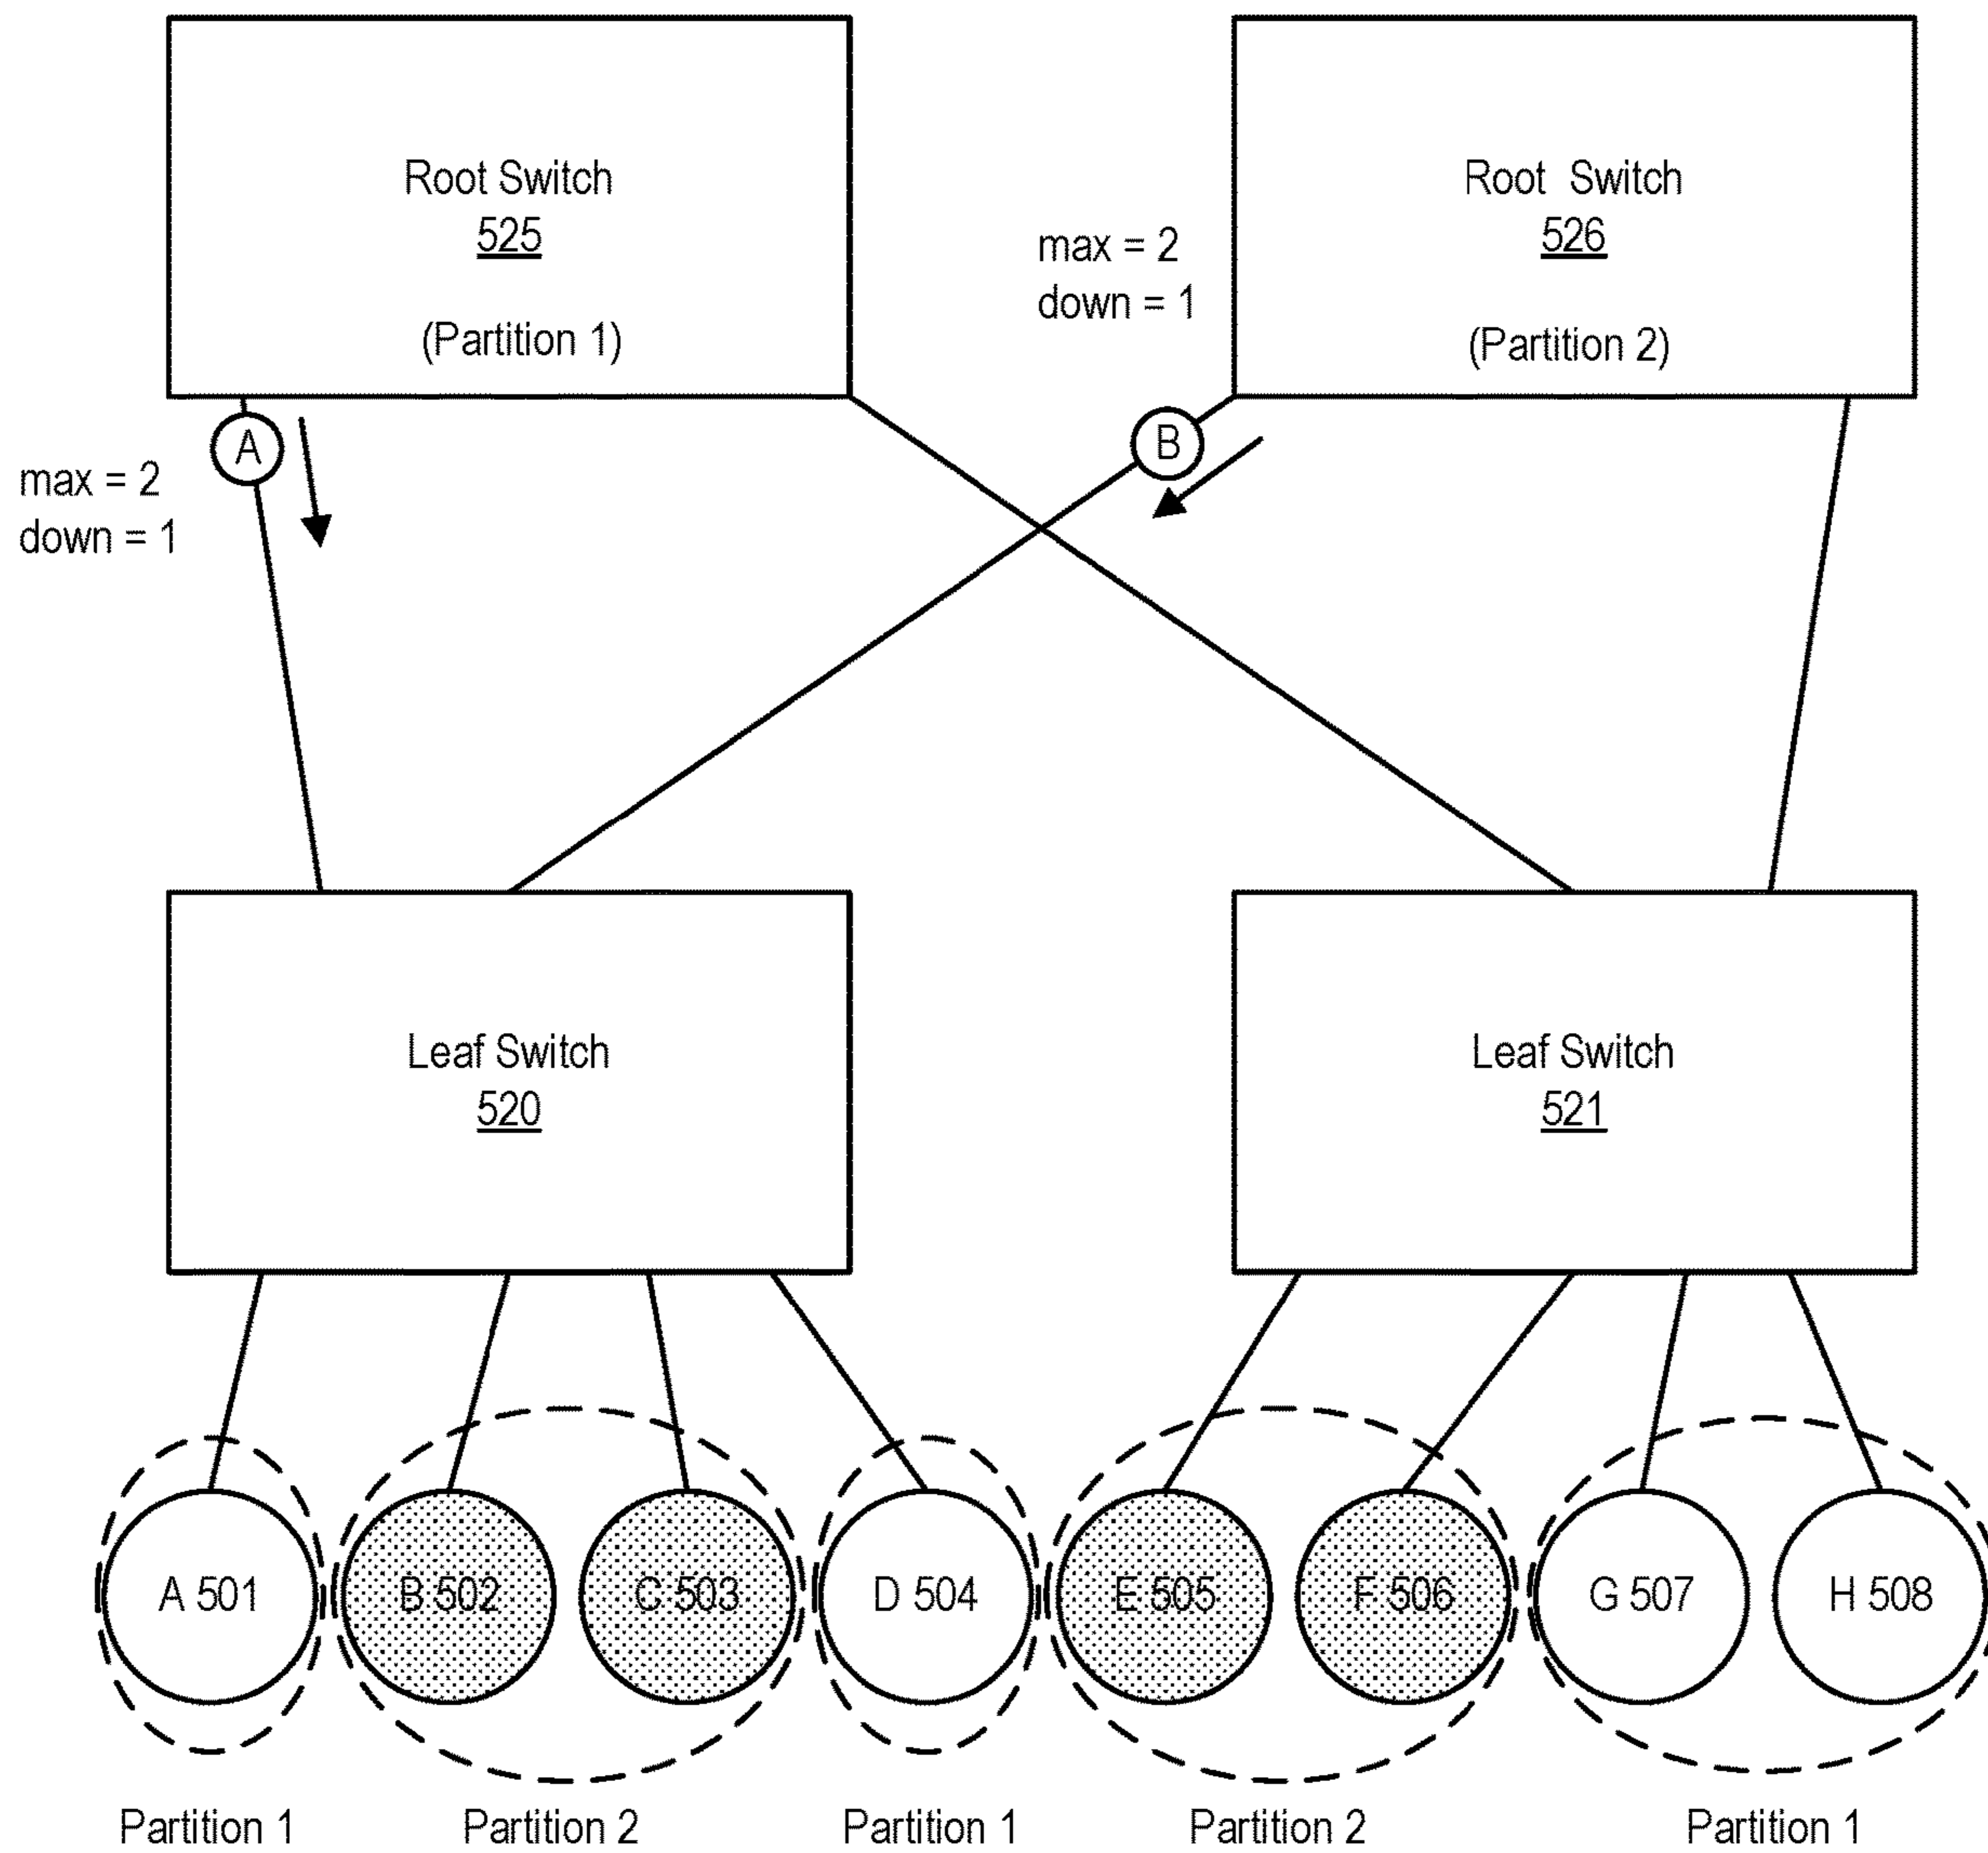 Root Switch
525
(Partition 1)
Root Switch
526
(Partition 2)
max = 2
down = 1
A
B
max = 2
down = 1
Leaf Switch
520
Leaf Switch
521
A 501
B 502
C 503
D 504
E 505
F 506
G 507
H 508
Partition 1
Partition 2
Partition 1
Partition 2
Partition 1